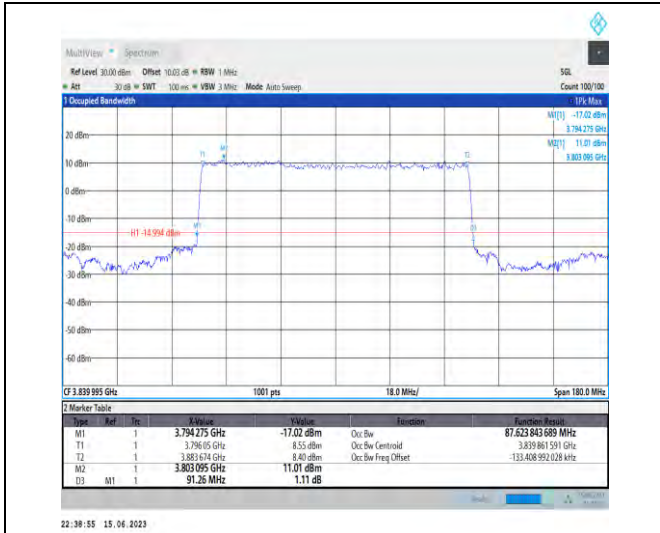 MultiView Spectrum
Ref Level 30.00 dBm Offset 10.03 dB RBW 1 MHz SGL
Att 30 dB SWT 100 ms VBW 3 MHz Mode Auto Sweep Count 100/100
1 Occupied Bandwidth 1Pk Max
M1[1] -17.02 dBm
3.794 275 GHz
M2[1] 11.01 dBm
3.803 095 GHz
20 dBm
T1 T2
10 dBm
0 dBm
-10 dBm
H1 -14.994 dBm
M1 D3
-20 dBm
-30 dBm
-40 dBm
-50 dBm
-60 dBm
CF 3.839 995 GHz 1001 pts 18.0 MHz/ Span 180.0 MHz
2 Marker Table
Type Ref Trc X-Value Y-Value Function Function Result
M1 1 3.794 275 GHz -17.02 dBm Occ Bw 87.623 843 689 MHz
T1 1 3.796 05 GHz 8.55 dBm Occ Bw Centroid 3.839 861 591 GHz
T2 1 3.883 674 GHz 8.40 dBm Occ Bw Freq Offset -133.408 992 028 kHz
M2 1 3.803 095 GHz 11.01 dBm
D3 M1 1 91.26 MHz 1.11 dB
22:38:55 15.06.2023